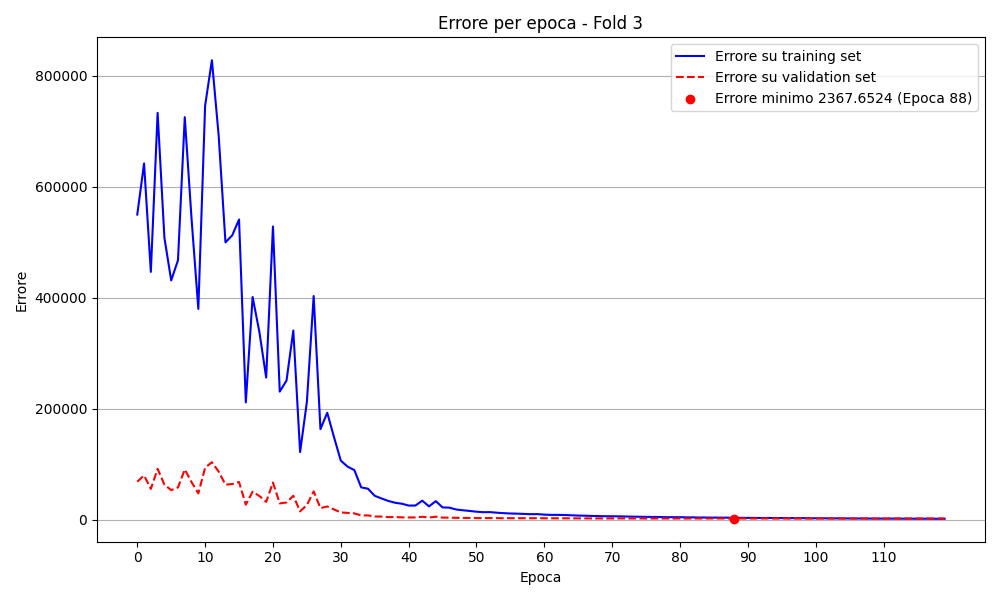 Errore per epoca - Fold 3
Errore su training set
Errore su validation set
Errore minimo 2367.6524 (Epoca 88)
Errore
800000
600000
400000
200000
0
0 10 20 30 40 50 60 70 80 90 100 110
Epoca